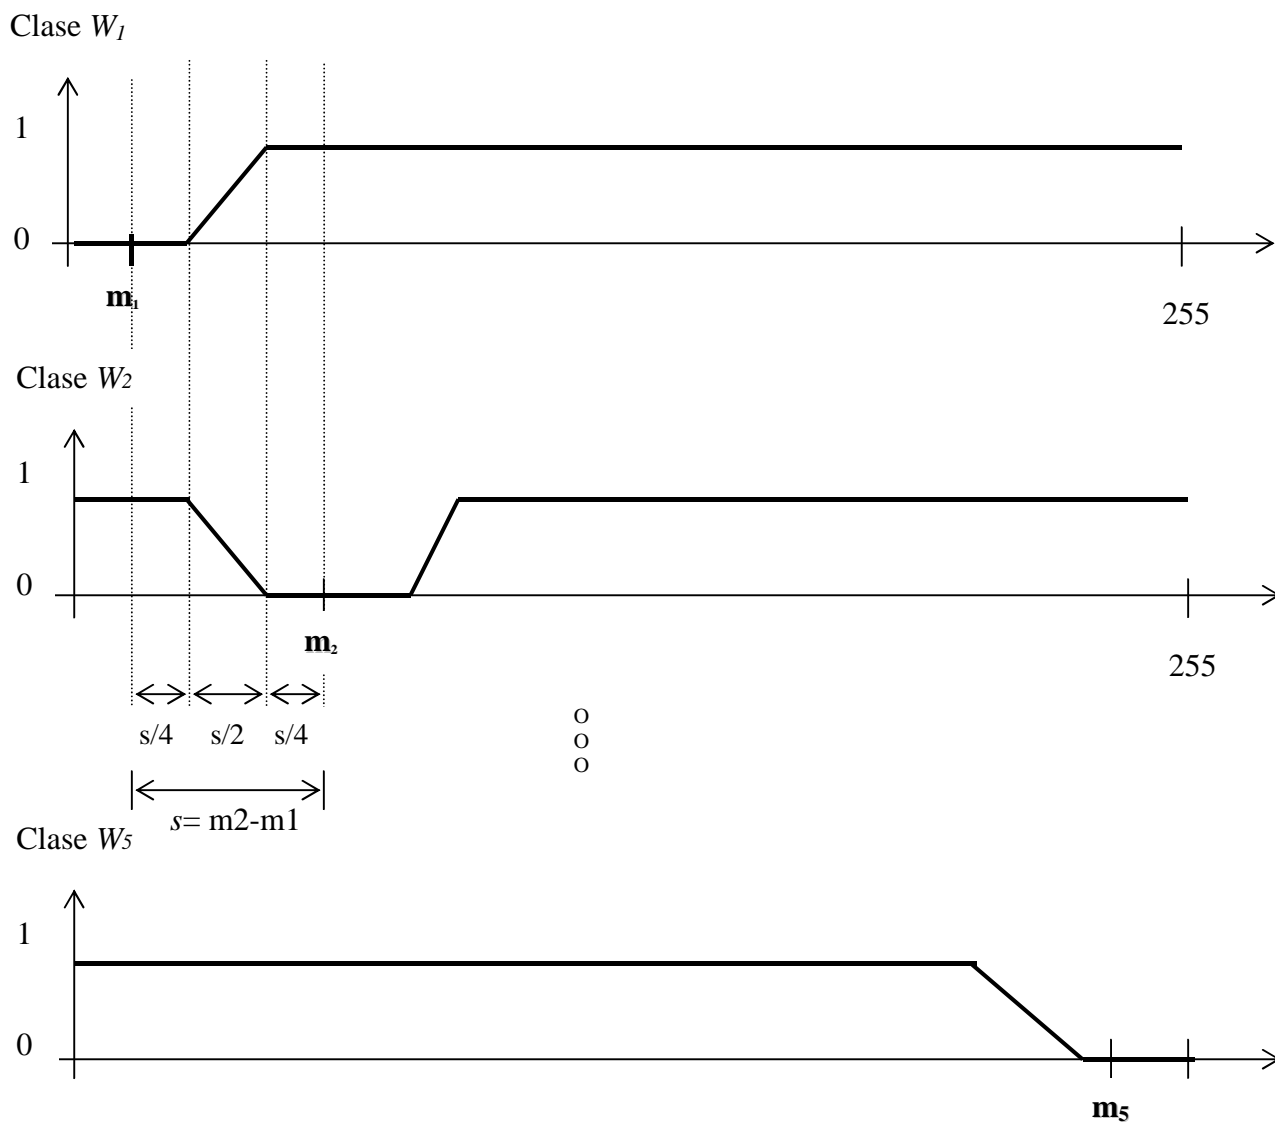 Clase W1
1
0
m1
255
Clase W2
1
0
m2
255
s/4 s/2 s/4
o
o
o
s= m2-m1
Clase W5
1
0
m5